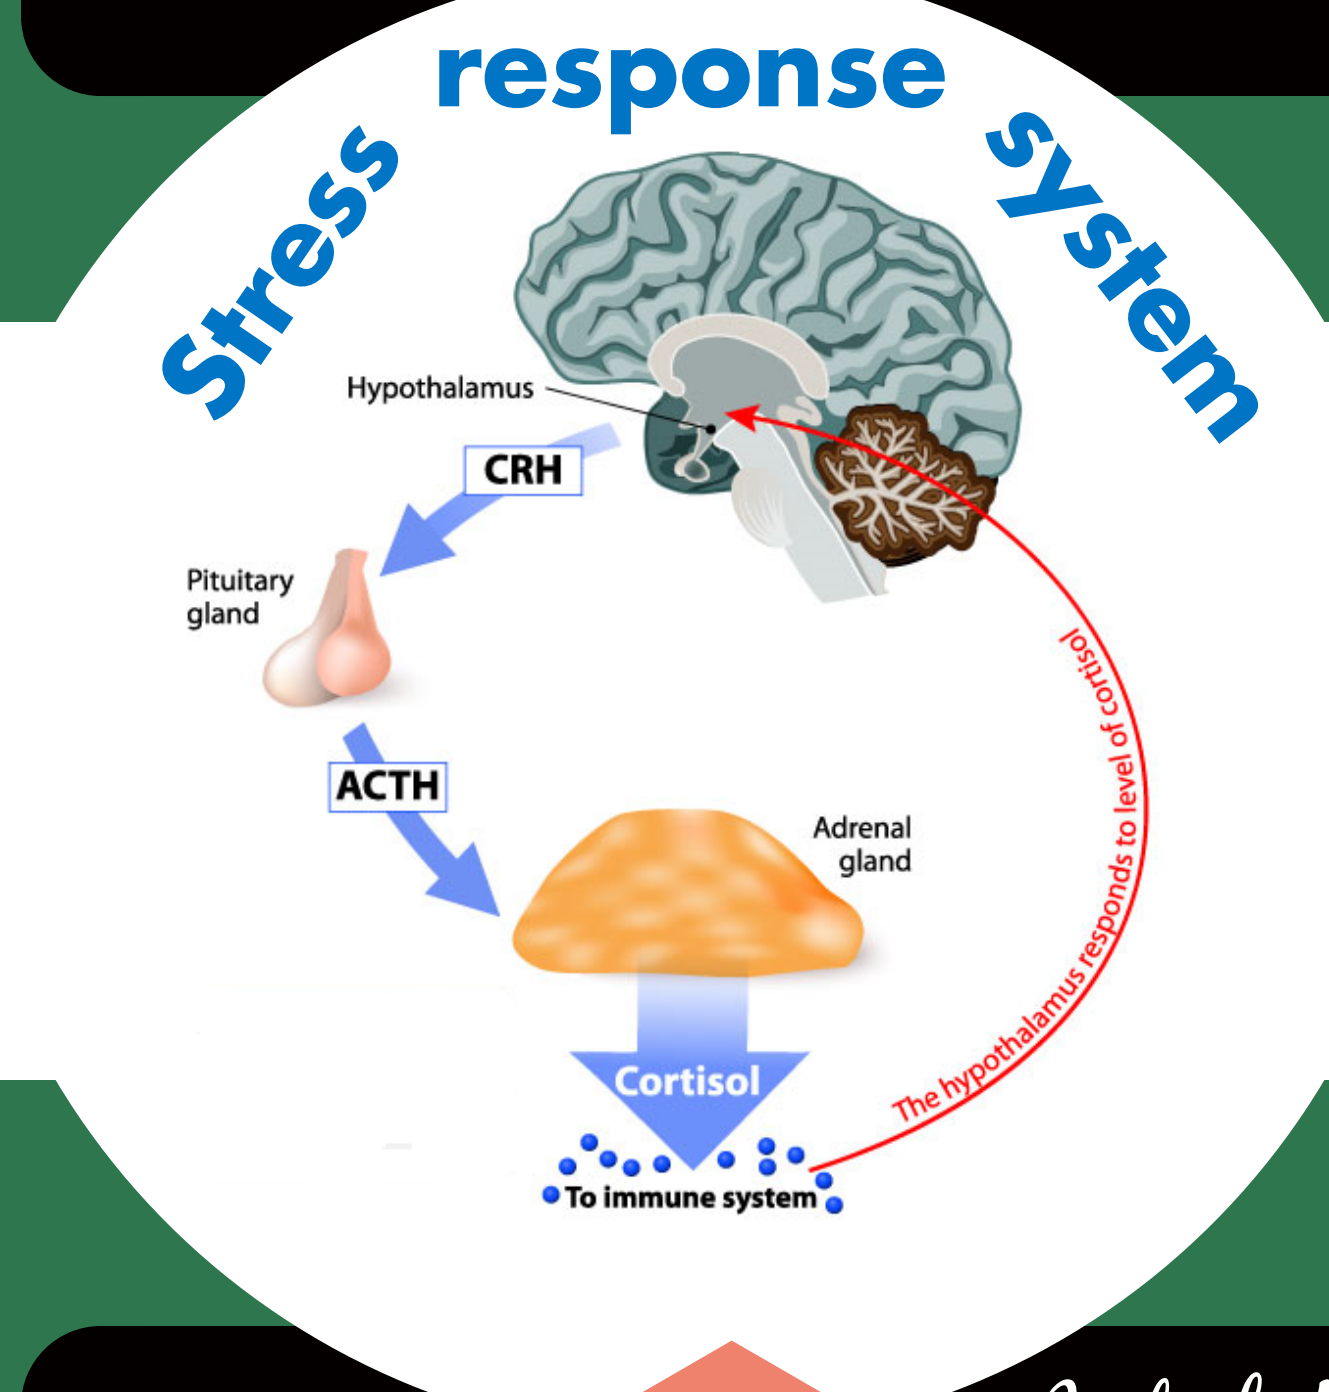 Stress response system
Hypothalamus
CRH
Pituitary
gland
ACTH
Adrenal
gland
Cortisol
To immune system
The hypothalamus responds to level of cortisol